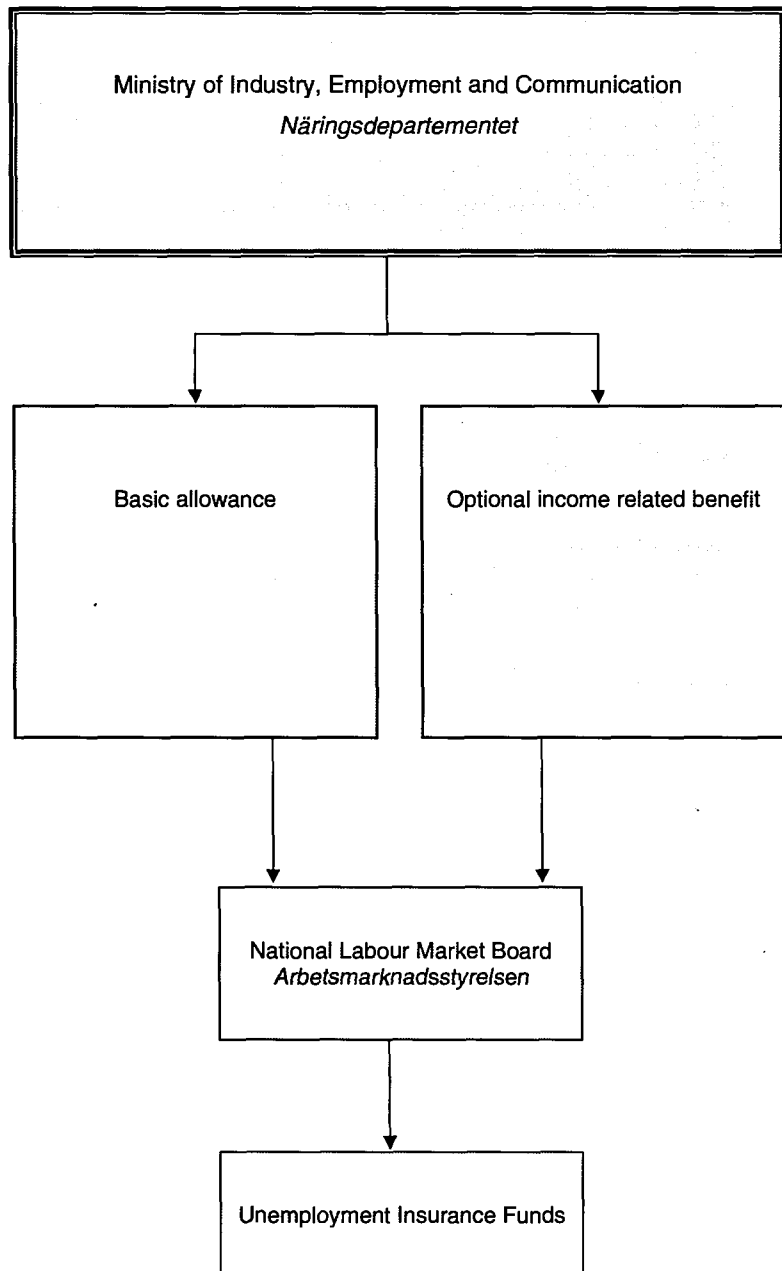 Ministry of Industry, Employment and Communication
Näringsdepartementet
Basic allowance
Optional income related benefit
National Labour Market Board
Arbetsmarknadsstyrelsen
Unemployment Insurance Funds